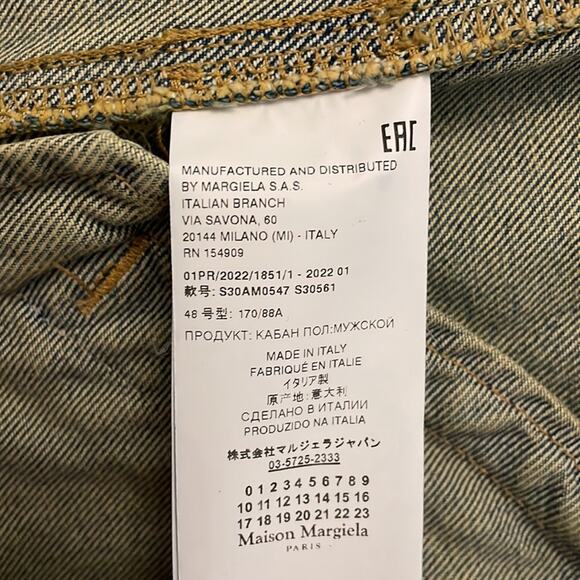 EAC
MANUFACTURED AND DISTRIBUTED
BY MARGIELA S.A.S.
ITALIAN BRANCH
VIA SAVONA, 60
20144 MILANO (MI) - ITALY
RN 154909
01PR/2022/1851/1 - 2022 01
款号: S30AM0547 S30561
48 号型: 170/88A
ПРОДУКТ: КАБАН ПОЛ:МУЖСКОЙ
MADE IN ITALY
FABRIQUÉ EN ITALIE
イタリア製
原产地:意大利
СДЕЛАНО В ИТАЛИИ
PRODUZIDO NA ITALIA
株式会社マルジェラジャパン
03-5725-2333
0 1 2 3 4 5 6 7 8 9
10 11 12 13 14 15 16
17 18 19 20 21 22 23
Maison Margiela
PARIS